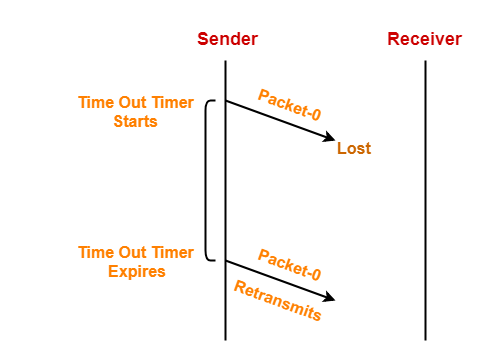 Sender
Receiver
Time Out Timer
Starts
Packet-0
Lost
Time Out Timer
Expires
Packet-0
Retransmits